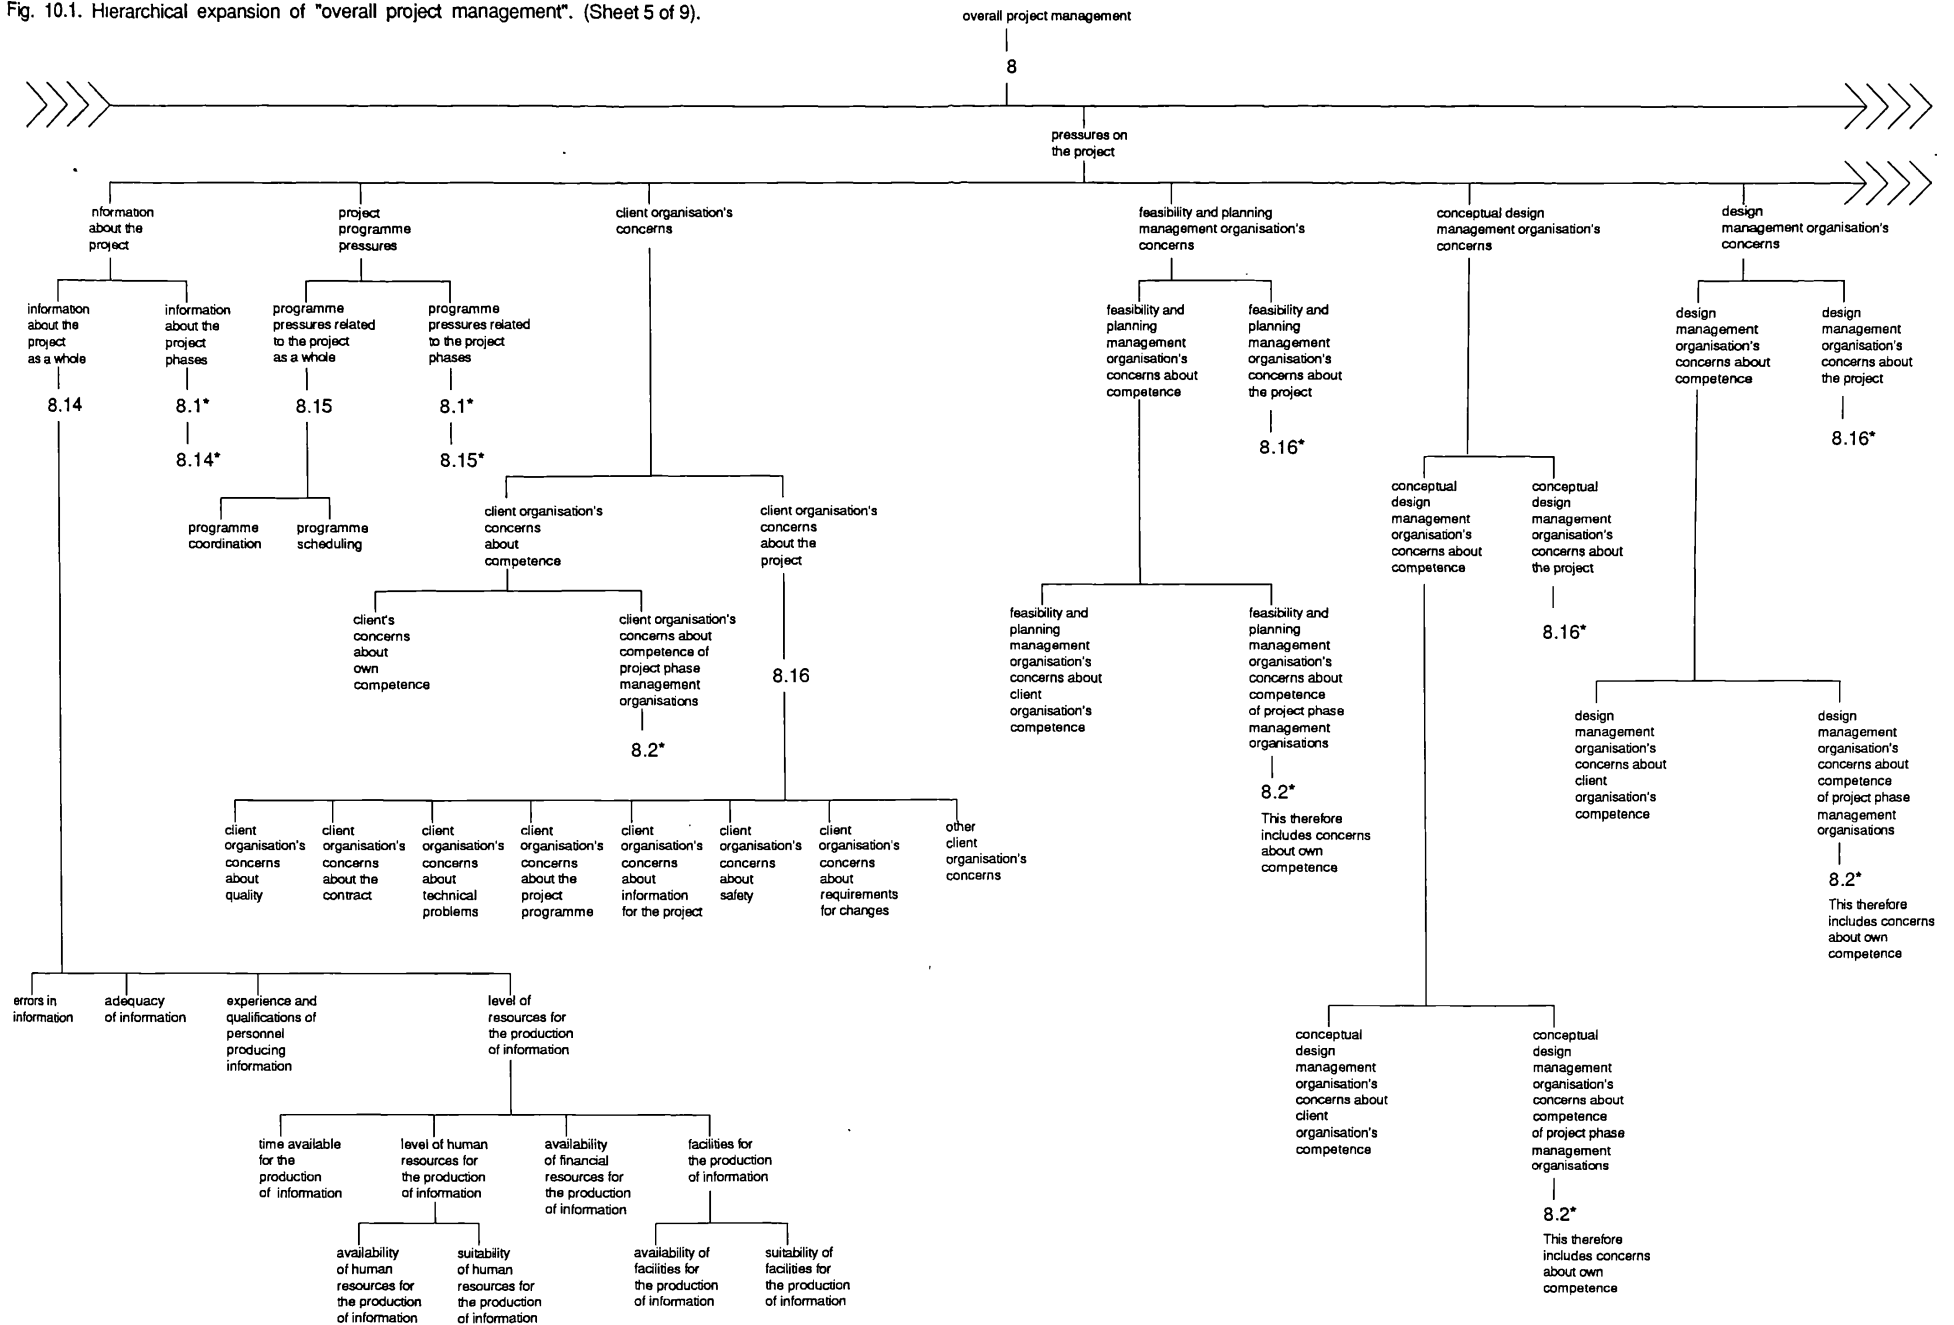 Fig. 10.1. Hierarchical expansion of "overall project management". (Sheet 5 of 9).
overall project management
8
pressures on
the project
nformation
about the
project
project
programme
pressures
client organisation's
concerns
feasibility and planning
management organisation's
concerns
conceptual design
management organisation's
concerns
design
management organisation's
concerns
information
about the
project
as a whole
8.14
information
about the
project
phases
8.1*
8.14*
programme
pressures related
to the project
as a whole
8.15
programme
pressures related
to the project
phases
8.1*
8.15*
programme
coordination
programme
scheduling
client organisation's
concerns
about
competence
client organisation's
concerns
about the
project
client's
concerns
about
own
competence
client organisation's
concerns about
competence of
project phase
management
organisations
8.2*
8.16
client
organisation's
concerns
about
quality
client
organisation's
concerns
about the
contract
client
organisation's
concerns
about
technical
problems
client
organisation's
concerns
about the
project
programme
client
organisation's
concerns
about
information
for the project
client
organisation's
concerns
about
safety
client
organisation's
concerns
about
requirements
for changes
other
client
organisation's
concerns
feasibility and
planning
management
organisation's
concerns about
competence
feasibility and
planning
management
organisation's
concerns about
the project
8.16*
feasibility and
planning
management
organisation's
concerns about
client
organisation's
competence
feasibility and
planning
management
organisation's
concerns about
competence
of project phase
management
organisations
8.2*
This therefore
includes concerns
about own
competence
conceptual
design
management
organisation's
concerns about
competence
conceptual
design
management
organisation's
concerns about
the project
8.16*
conceptual
design
management
organisation's
concerns about
client
organisation's
competence
conceptual
design
management
organisation's
concerns about
competence
of project phase
management
organisations
8.2*
This therefore
includes concerns
about own
competence
design
management
organisation's
concerns about
competence
design
management
organisation's
concerns about
the project
8.16*
design
management
organisation's
concerns about
client
organisation's
competence
design
management
organisation's
concerns about
competence
of project phase
management
organisations
8.2*
This therefore
includes concerns
about own
competence
errors in
information
adequacy
of information
experience and
qualifications of
personnel
producing
information
level of
resources for
the production
of information
time available
for the
production
of information
level of human
resources for
the production
of information
availability
of financial
resources for
the production
of information
facilities for
the production
of information
availability
of human
resources for
the production
of information
suitability
of human
resources for
the production
of information
availability of
facilities for
the production
of information
suitability of
facilities for
the production
of information